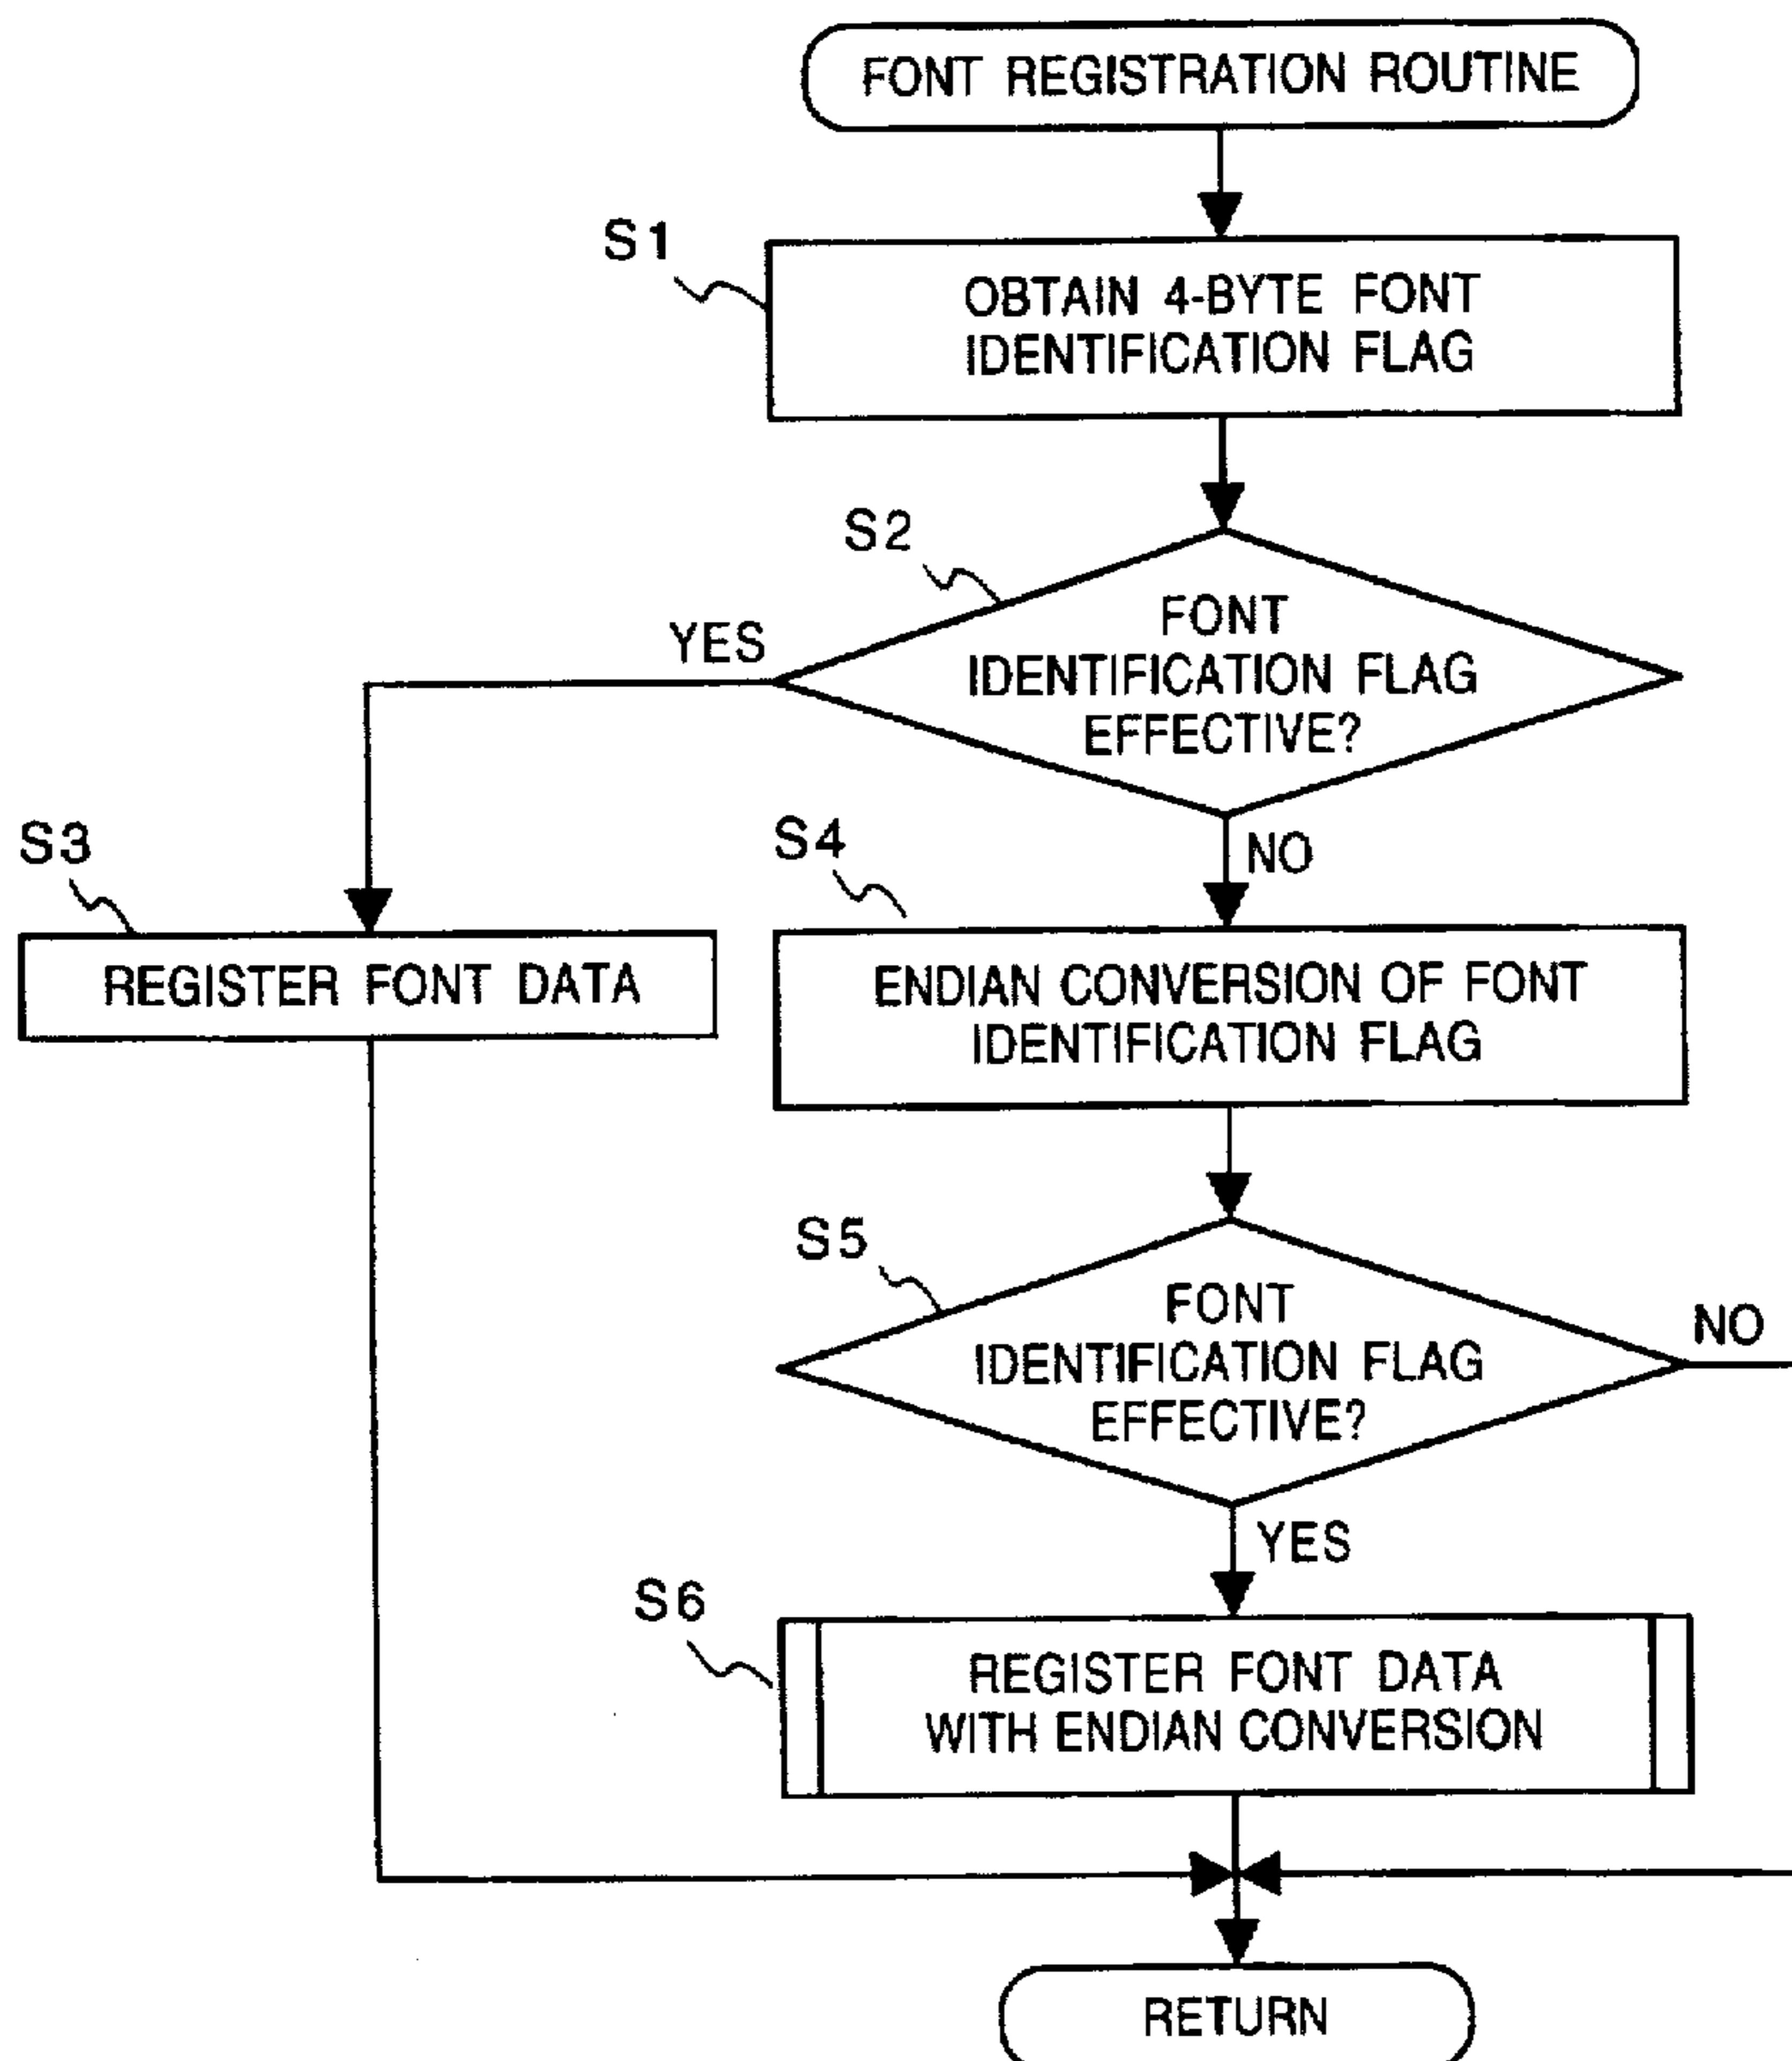 FONT REGISTRATION ROUTINE
S1
OBTAIN 4-BYTE FONT
IDENTIFICATION FLAG
S2
FONT
IDENTIFICATION FLAG
EFFECTIVE?
YES
NO
S3
REGISTER FONT DATA
S4
ENDIAN CONVERSION OF FONT
IDENTIFICATION FLAG
S5
FONT
IDENTIFICATION FLAG
EFFECTIVE?
NO
YES
S6
REGISTER FONT DATA
WITH ENDIAN CONVERSION
RETURN